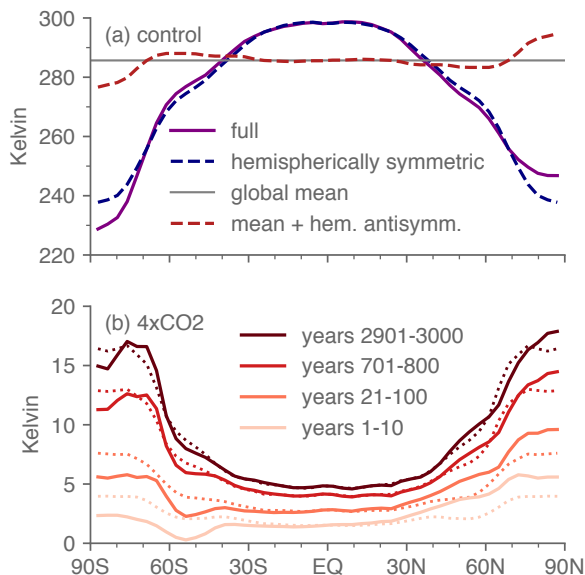 300
(a) control
280
Kelvin
260
240
220
full
hemispherically symmetric
global mean
mean + hem. antisymm.
20
(b) 4xCO2
15
Kelvin
10
5
0
years 2901-3000
years 701-800
years 21-100
years 1-10
90S 60S 30S EQ 30N 60N 90N